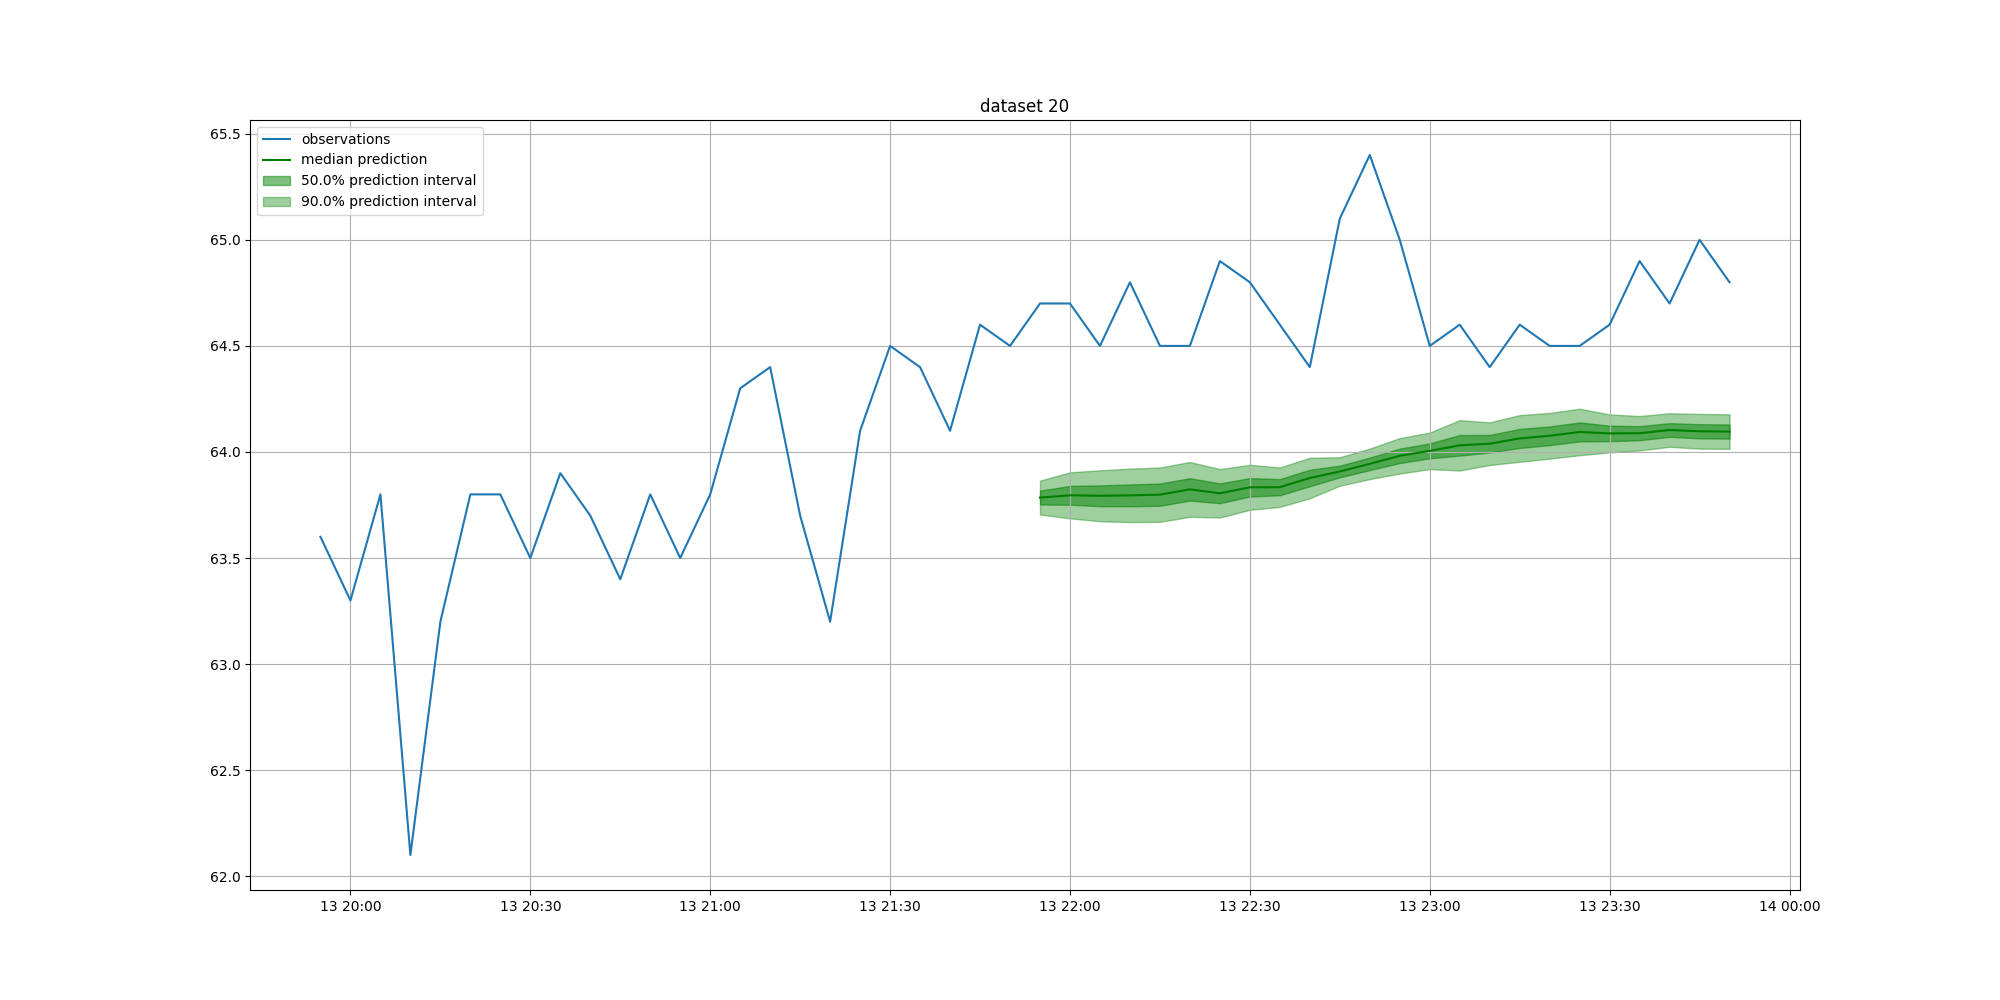 dataset 20
observations
median prediction
50.0% prediction interval
90.0% prediction interval
65.5
65.0
64.5
64.0
63.5
63.0
62.5
62.0
13 20:00 13 20:30 13 21:00 13 21:30 13 22:00 13 22:30 13 23:00 13 23:30 14 00:00